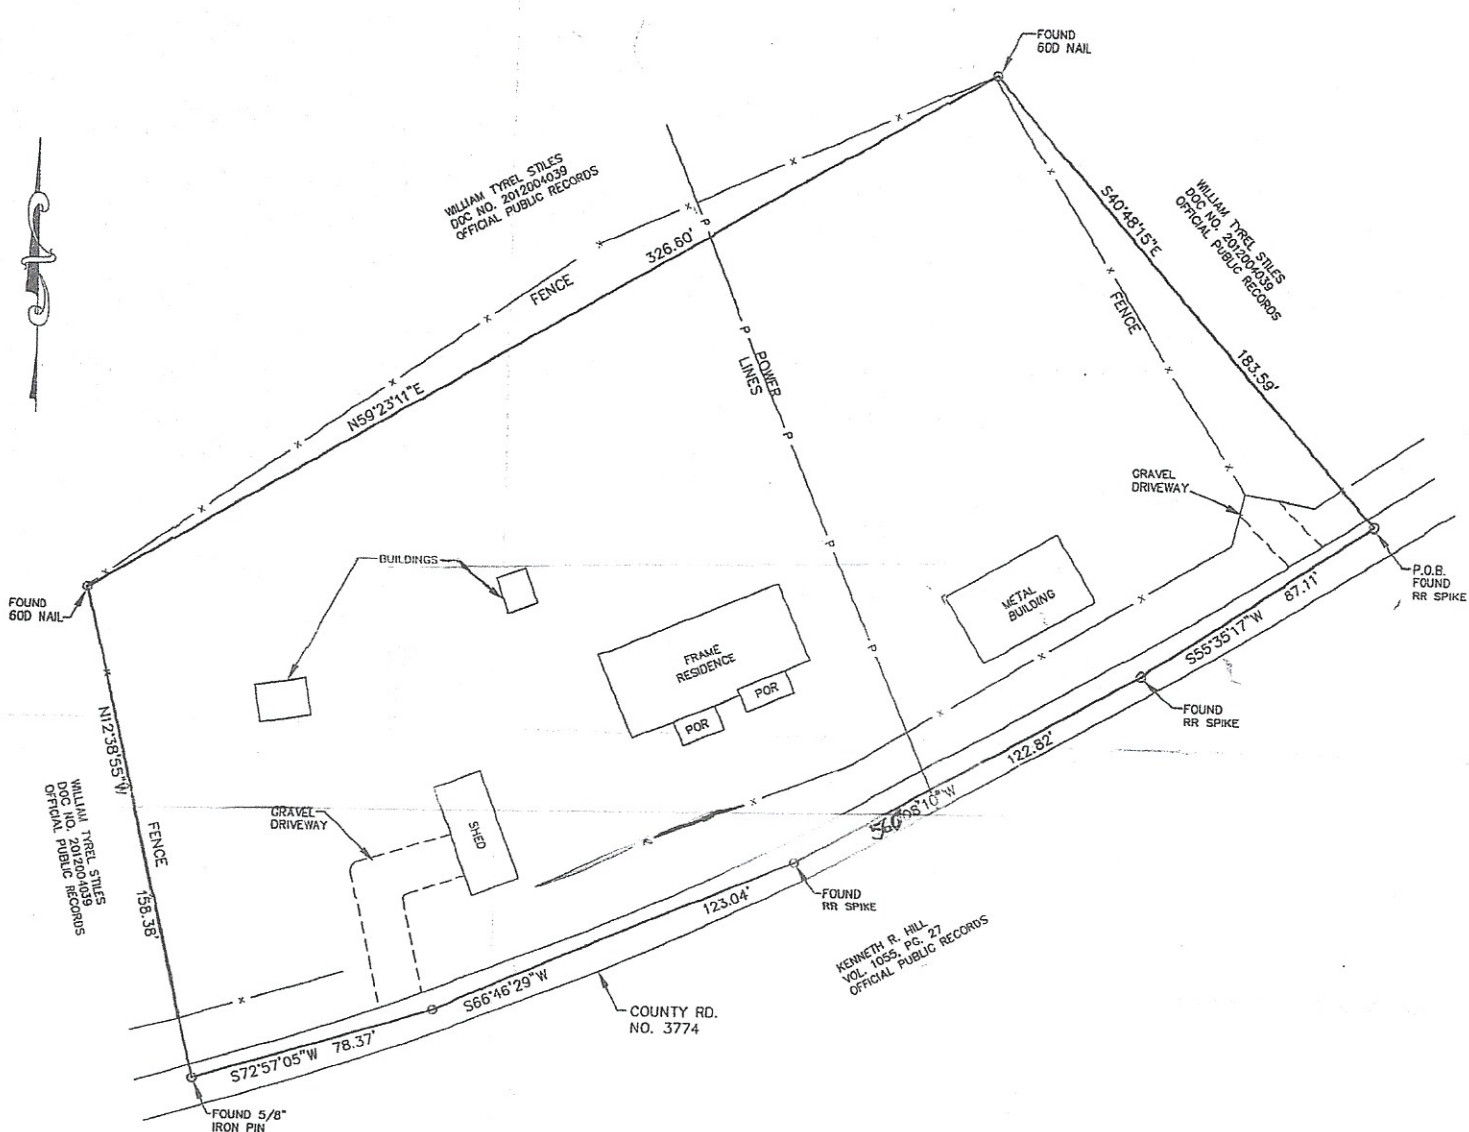 FOUND
60D NAIL
WILLIAM TYREL STILES
DOC NO. 2012004039
OFFICIAL PUBLIC RECORDS
WILLIAM TYREL STILES
DOC NO. 2012004039
OFFICIAL PUBLIC RECORDS
S40°48'15"E
183.59'
326.60'
FENCE
N59°23'11"E
P
P
POWER
LINES
P
P
P
FENCE
GRAVEL
DRIVEWAY
BUILDINGS
P.O.B.
FOUND
RR SPIKE
FOUND
60D NAIL
METAL
BUILDING
87.11'
S55°35'17"W
FRAME
RESIDENCE
POR
POR
FOUND
RR SPIKE
N12°38'55"W
FENCE
158.38'
122.82'
S60°08'10"W
WILLIAM TYREL STILES
DOC NO. 2012004039
OFFICIAL PUBLIC RECORDS
GRAVEL
DRIVEWAY
SHED
FOUND
RR SPIKE
123.04'
S66°46'29"W
KENNETH R. HILL
VOL. 1055, PG. 27
OFFICIAL PUBLIC RECORDS
COUNTY RD.
NO. 3774
S72°57'05"W 78.37'
FOUND 5/8"
IRON PIN